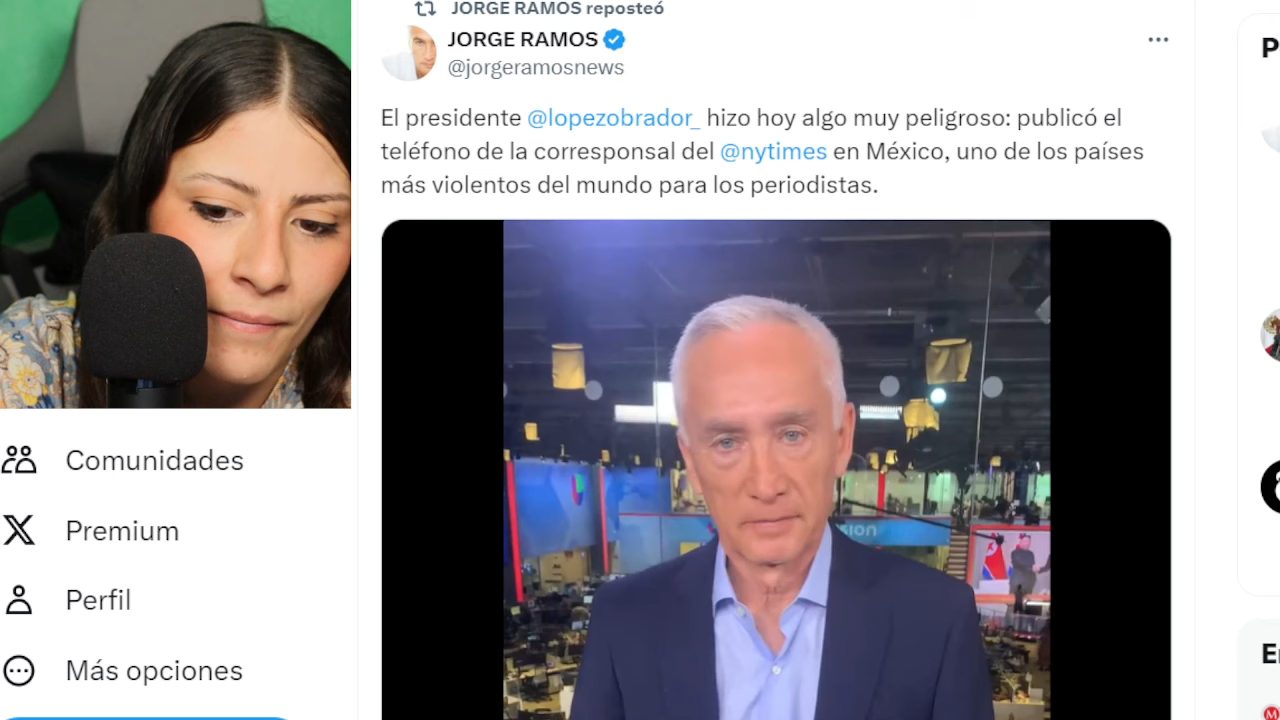 JORGE RAMOS reposteó
JORGE RAMOS
@jorgeramosnews
El presidente @lopezobrador_ hizo hoy algo muy peligroso: publicó el
teléfono de la corresponsal del @nytimes en México, uno de los países
más violentos del mundo para los periodistas.
Comunidades
Premium
Perfil
Más opciones